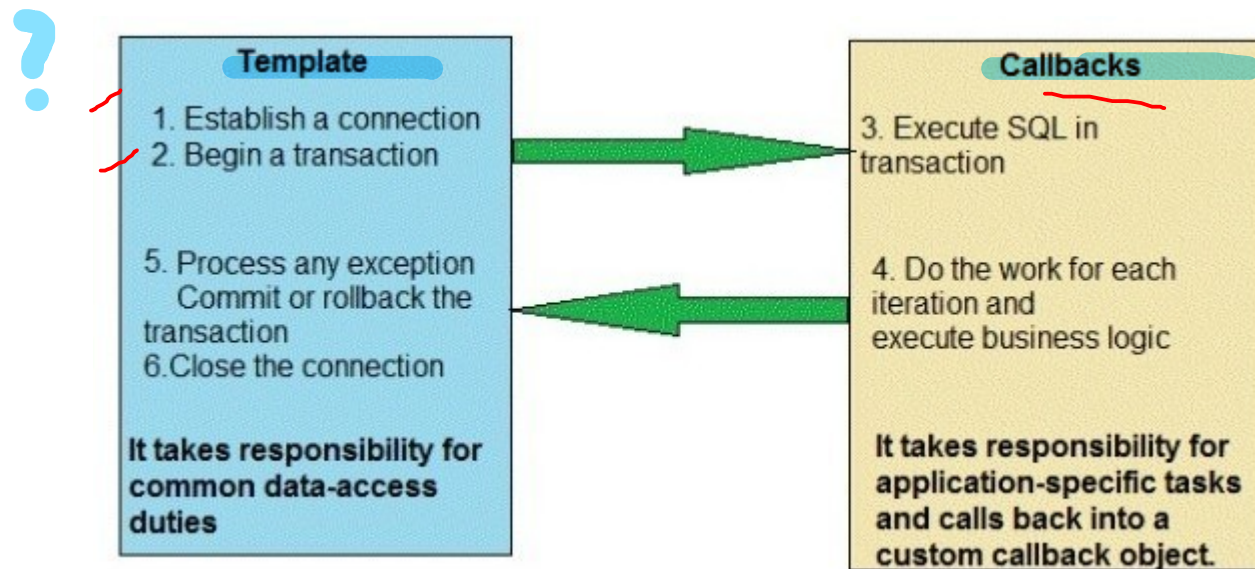 ?
Template
1. Establish a connection
2. Begin a transaction
5. Process any exception
Commit or rollback the
transaction
6.Close the connection
It takes responsibility for
common data-access
duties
Callbacks
3. Execute SQL in
transaction
4. Do the work for each
iteration and
execute business logic
It takes responsibility for
application-specific tasks
and calls back into a
custom callback object.